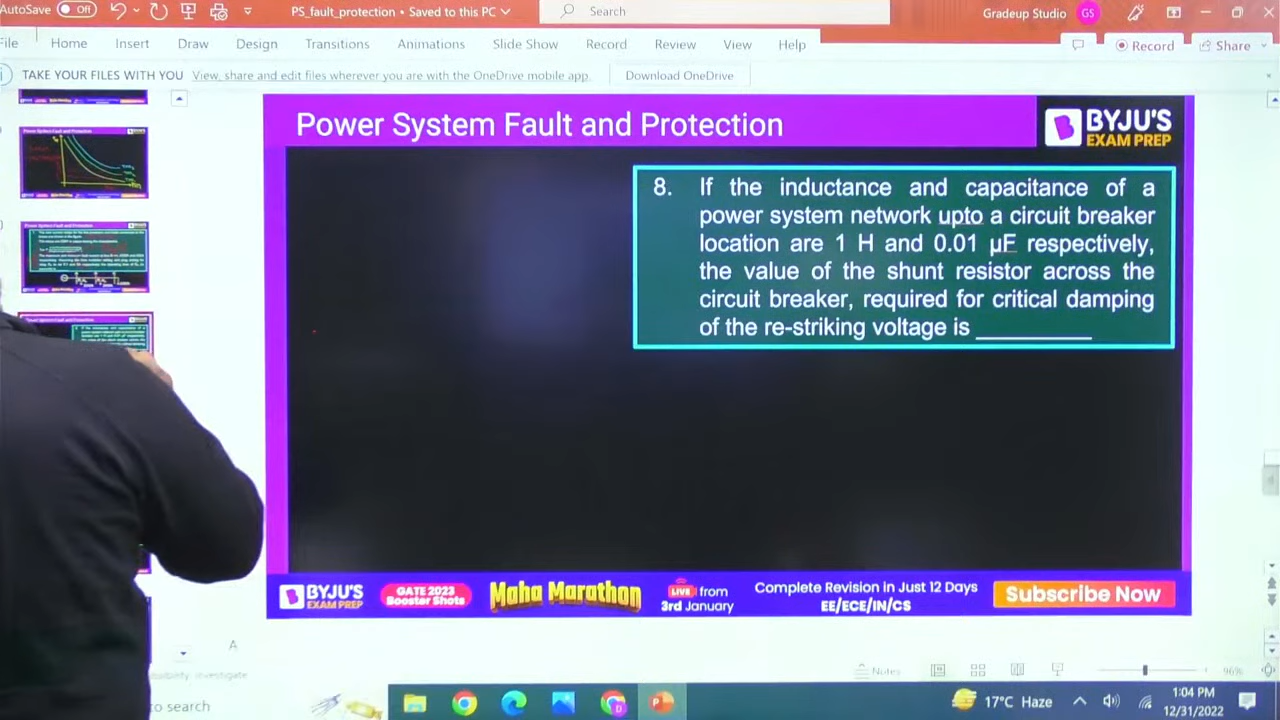 AutoSave Off PS_fault_protection • Saved to this PC Search Gradeup Studio GS
File Home Insert Draw Design Transitions Animations Slide Show Record Review View Help Record Share
TAKE YOUR FILES WITH YOU View, share and edit files wherever you are with the OneDrive mobile app. Download OneDrive
Power System Fault and Protection
BYJU'S
EXAM PREP
8. If the inductance and capacitance of a
power system network upto a circuit breaker
location are 1 H and 0.01 µF respectively,
the value of the shunt resistor across the
circuit breaker, required for critical damping
of the re-striking voltage is __________
BYJU'S
EXAM PREP
GATE 2023
Booster Shots
Maha Marathon
LIVE from
3rd January
Complete Revision in Just 12 Days
EE/ECE/IN/CS
Subscribe Now
A
investigate
Notes 96%
to search
17°C Haze
1:04 PM
12/31/2022